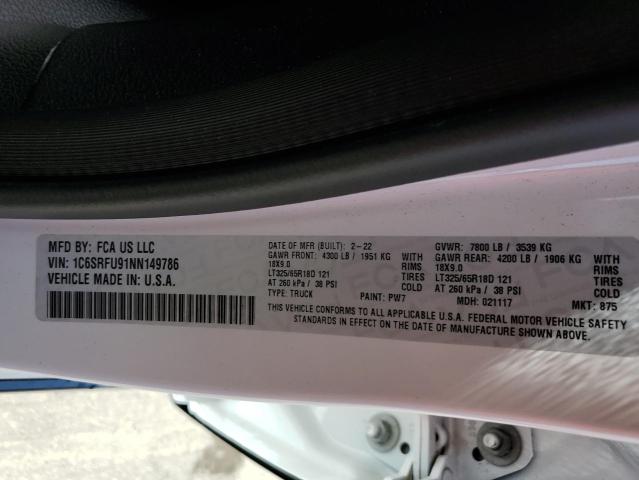 MFD BY: FCA US LLC
VIN: 1C6SRFU91NN149786
VEHICLE MADE IN: U.S.A.
DATE OF MFR (BUILT): 2-22
GAWR FRONT: 4300 LB / 1951 KG WITH
18X9.0 RIMS
LT325/65R18D 121 TIRES
AT 260 kPa / 38 PSI COLD
TYPE: TRUCK PAINT: PW7
GVWR: 7800 LB / 3539 KG
GAWR REAR: 4200 LB / 1906 KG WITH
18X9.0 RIMS
LT325/65R18D 121 TIRES
AT 260 kPa / 38 PSI COLD
MDH: 021117 MKT: 875
THIS VEHICLE CONFORMS TO ALL APPLICABLE U.S.A. FEDERAL MOTOR VEHICLE SAFETY
STANDARDS IN EFFECT ON THE DATE OF MANUFACTURE SHOWN ABOVE.